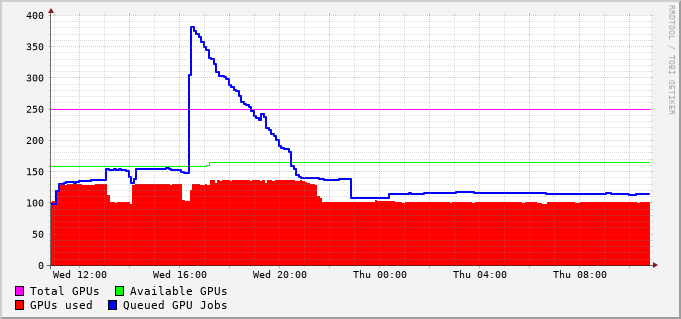 400
350
300
250
200
150
100
50
0
Wed 12:00 Wed 16:00 Wed 20:00 Thu 00:00 Thu 04:00 Thu 08:00
Total GPUs Available GPUs
GPUs used Queued GPU Jobs
RRDTOOL / TOBI OETIKER